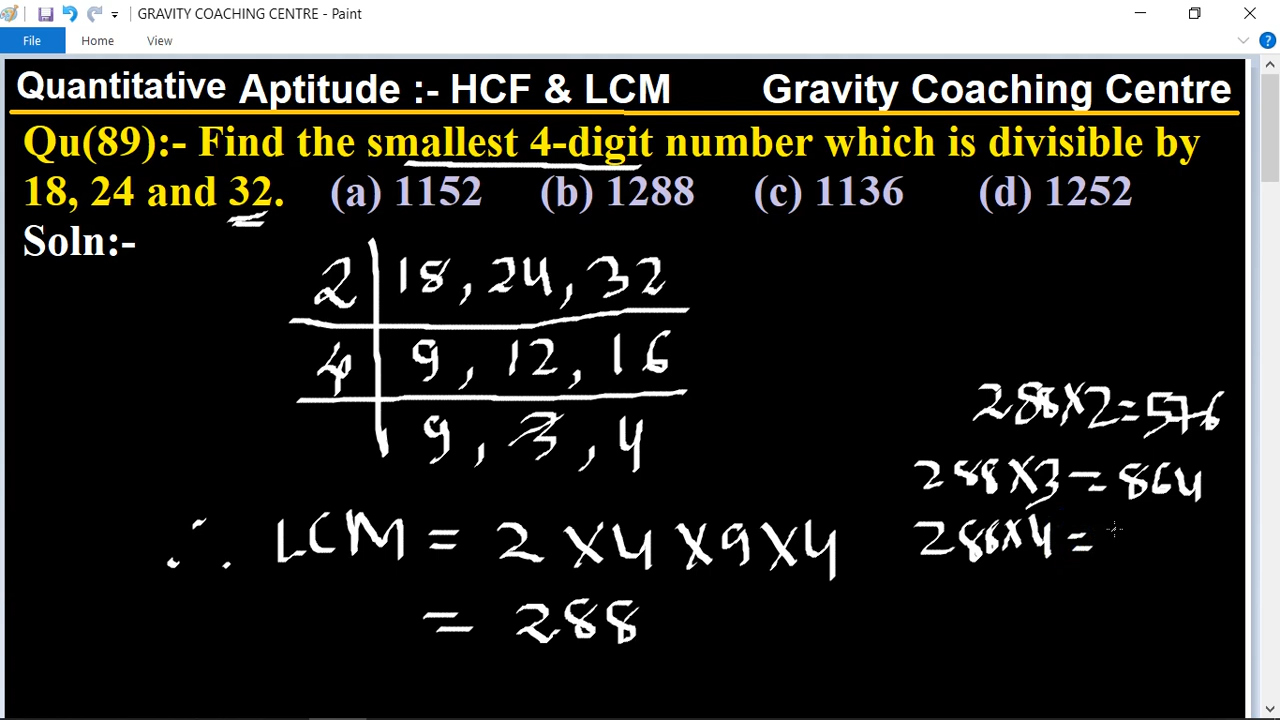 GRAVITY COACHING CENTRE - Paint
File Home View
Quantitative Aptitude :- HCF & LCM Gravity Coaching Centre
Qu(89):- Find the smallest 4-digit number which is divisible by
18, 24 and 32. (a) 1152 (b) 1288 (c) 1136 (d) 1252
Soln:-
2 18, 24, 32
4 9, 12, 16
9, 3, 4
288×2=576
288×3=864
288×4=
∴ LCM = 2×4×9×4
= 288